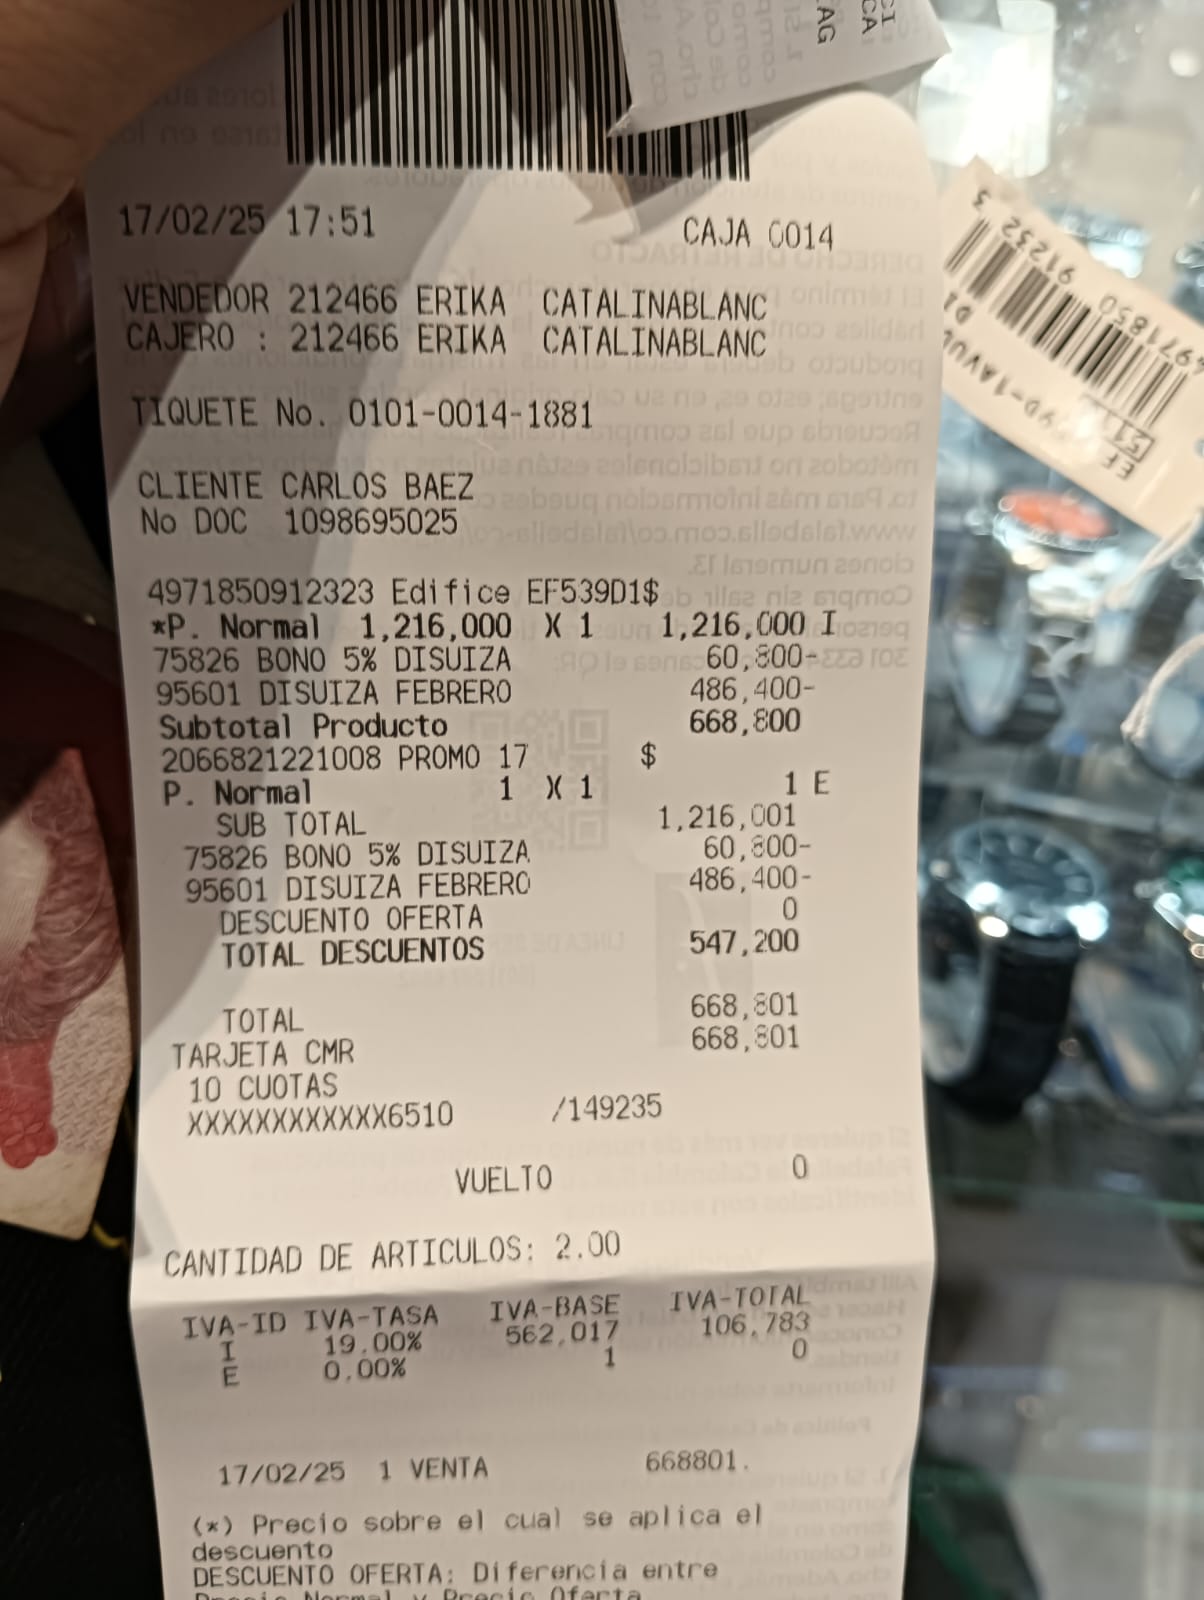 17/02/25 17:51 CAJA 0014
VENDEDOR 212466 ERIKA CATALINABLANC
CAJERO : 212466 ERIKA CATALINABLANC
TIQUETE No. 0101-0014-1881
CLIENTE CARLOS BAEZ
No DOC 1098695025
4971850912323 Edifice EF539D1$
*P. Normal 1,216,000 X 1 1,216,000 I
75826 BONO 5% DISUIZA 60,800-
95601 DISUIZA FEBRERO 486,400-
Subtotal Producto 668,800
2066821221008 PROMO 17 $
P. Normal 1 X 1 1 E
SUB TOTAL 1,216,001
75826 BONO 5% DISUIZA 60,800-
95601 DISUIZA FEBRERO 486,400-
DESCUENTO OFERTA 0
TOTAL DESCUENTOS 547,200
TOTAL 668,801
TARJETA CMR 668,801
10 CUOTAS
XXXXXXXXXXXX6510 /149235
VUELTO 0
CANTIDAD DE ARTICULOS: 2.00
IVA-ID IVA-TASA IVA-BASE IVA-TOTAL
I 19.00% 562,017 106,783
E 0.00% 1 0
17/02/25 1 VENTA 668801.
(*) Precio sobre el cual se aplica el
descuento
DESCUENTO OFERTA: Diferencia entre
Precio Normal y Precio Oferta